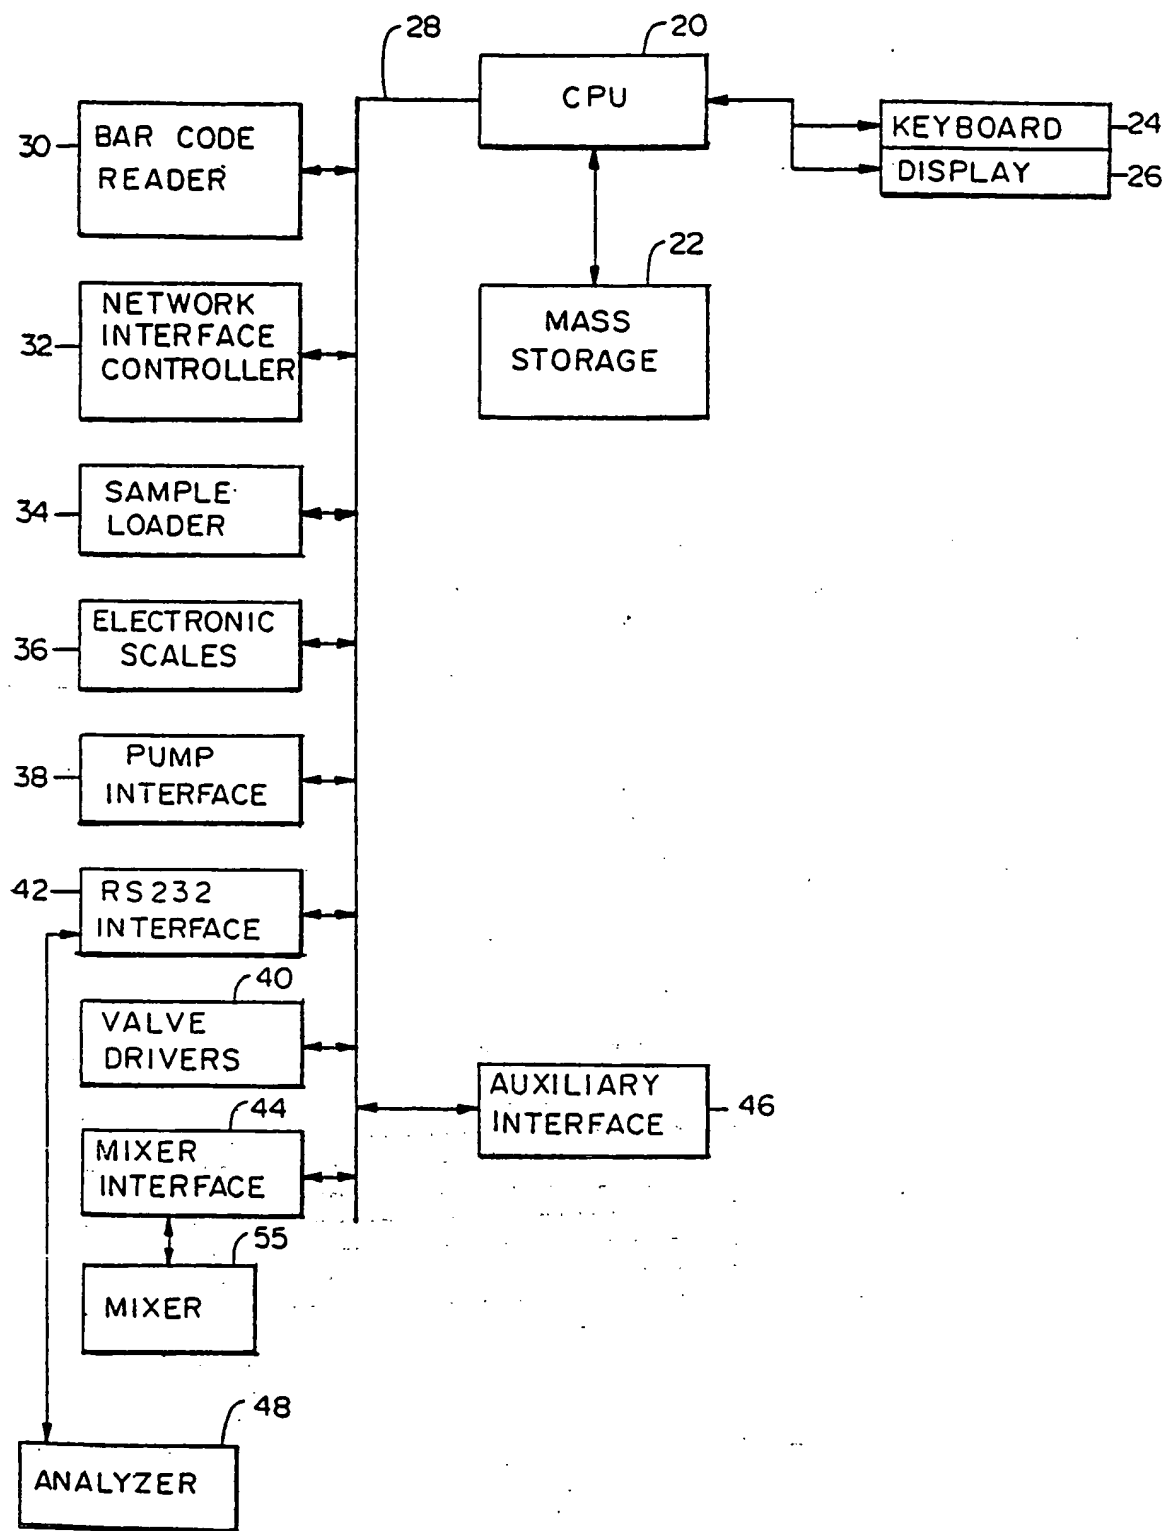 28
20
CPU
30
BAR CODE
READER
KEYBOARD
24
DISPLAY
26
22
MASS
STORAGE
32
NETWORK
INTERFACE
CONTROLLER
34
SAMPLE
LOADER
36
ELECTRONIC
SCALES
38
PUMP
INTERFACE
42
RS232
INTERFACE
40
VALVE
DRIVERS
AUXILIARY
INTERFACE
46
44
MIXER
INTERFACE
55
MIXER
48
ANALYZER